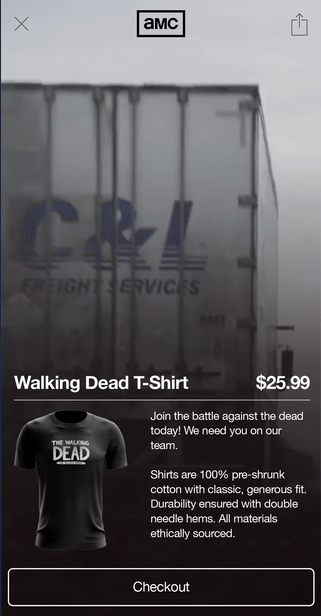 aMC
C&L
FREIGHT SERVICES
Walking Dead T-Shirt
$25.99
THE WALKING
DEAD
Join the battle against the dead
today! We need you on our
team.
Shirts are 100% pre-shrunk
cotton with classic, generous fit.
Durability ensured with double
needle hems. All materials
ethically sourced.
Checkout